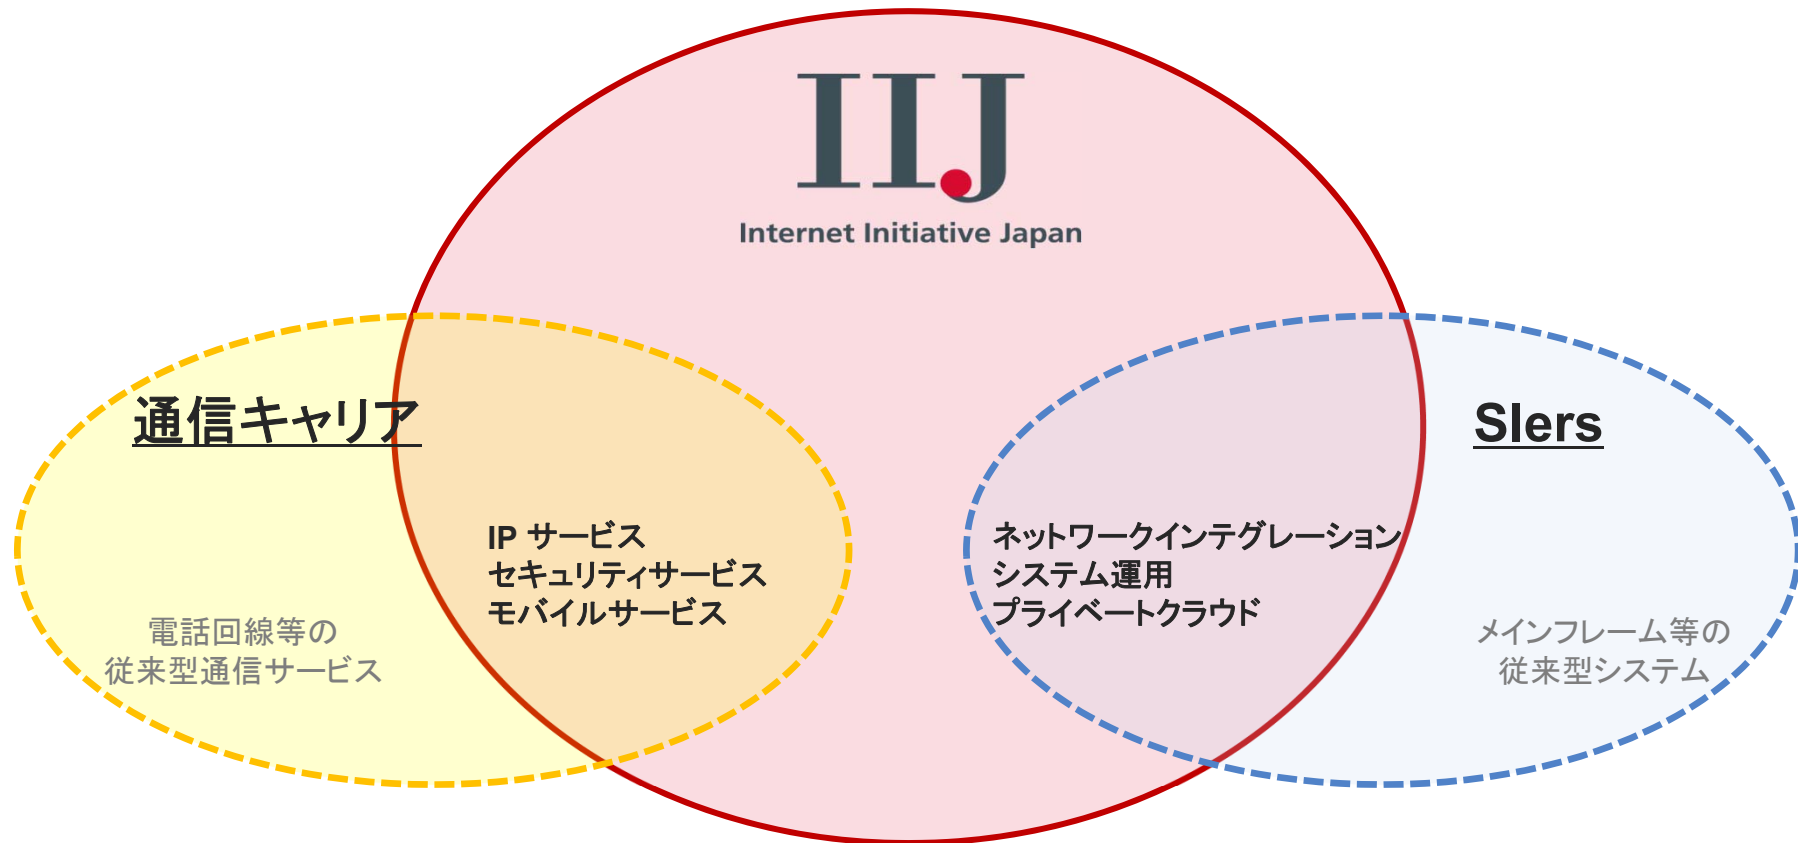 IIJ
Internet Initiative Japan
通信キャリア
SIers
IP サービス
セキュリティサービス
モバイルサービス
ネットワークインテグレーション
システム運用
プライベートクラウド
電話回線等の
従来型通信サービス
メインフレーム等の
従来型システム